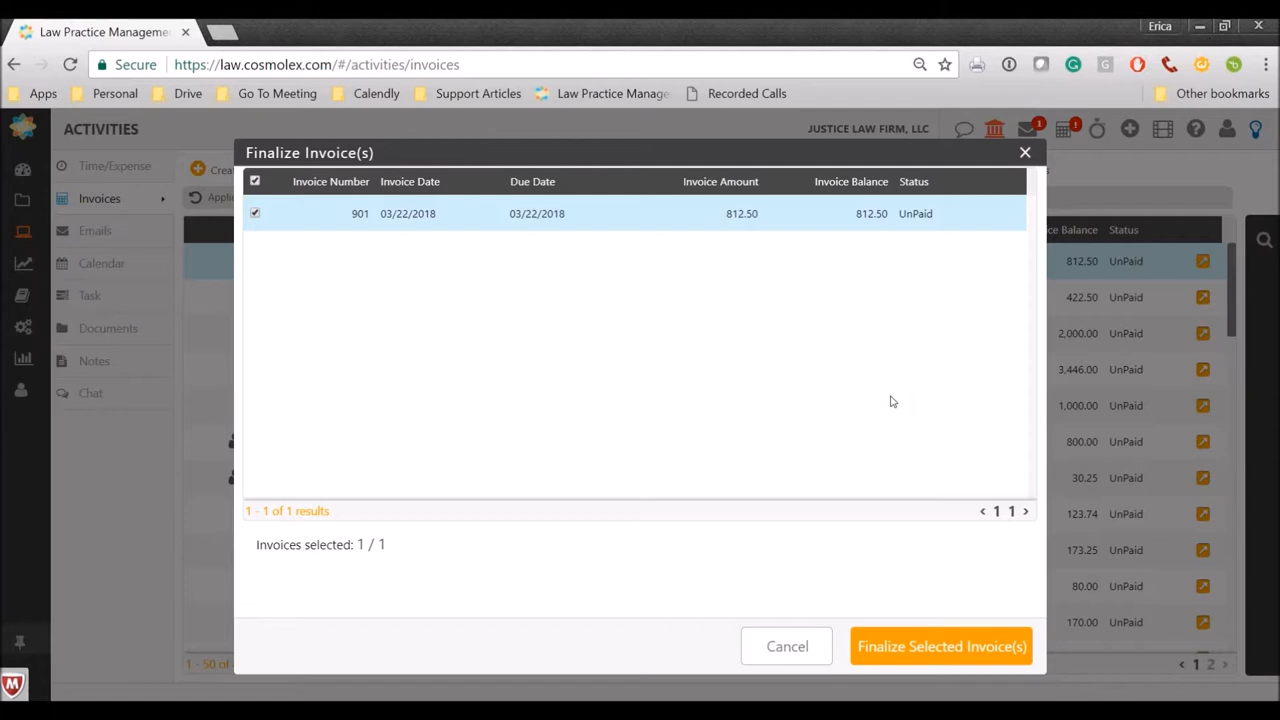 Law Practice Manageme
Erica
Secure
https://law.cosmolex.com/#/activities/invoices
Apps
Personal
Drive
Go To Meeting
Calendly
Support Articles
Law Practice Manage
Recorded Calls
Other bookmarks
ACTIVITIES
JUSTICE LAW FIRM, LLC
1
!
Time/Expense
Invoices
Emails
Calendar
Task
Documents
Notes
Chat
Crea
Applie
Finalize Invoice(s)
Invoice Number Invoice Date Due Date Invoice Amount Invoice Balance Status
901 03/22/2018 03/22/2018 812.50 812.50 UnPaid
1 - 1 of 1 results
< 1 1 >
Invoices selected: 1 / 1
Cancel
Finalize Selected Invoice(s)
ce Balance Status
812.50 UnPaid
422.50 UnPaid
2,000.00 UnPaid
3,446.00 UnPaid
1,000.00 UnPaid
800.00 UnPaid
30.25 UnPaid
123.74 UnPaid
173.25 UnPaid
80.00 UnPaid
170.00 UnPaid
1 - 50 of
< 1 2 >